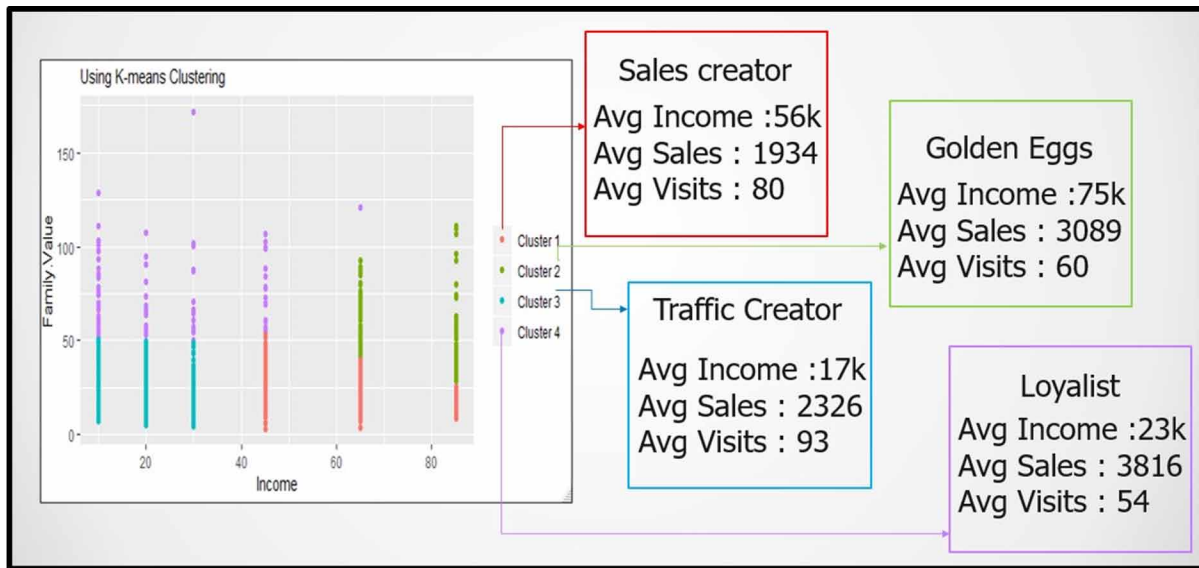 Using K-means Clustering
150
100
50
0
Family.Value
20
40
60
80
Income
Cluster 1
Cluster 2
Cluster 3
Cluster 4
Sales creator
Avg Income :56k
Avg Sales : 1934
Avg Visits : 80
Golden Eggs
Avg Income :75k
Avg Sales : 3089
Avg Visits : 60
Traffic Creator
Avg Income :17k
Avg Sales : 2326
Avg Visits : 93
Loyalist
Avg Income :23k
Avg Sales : 3816
Avg Visits : 54